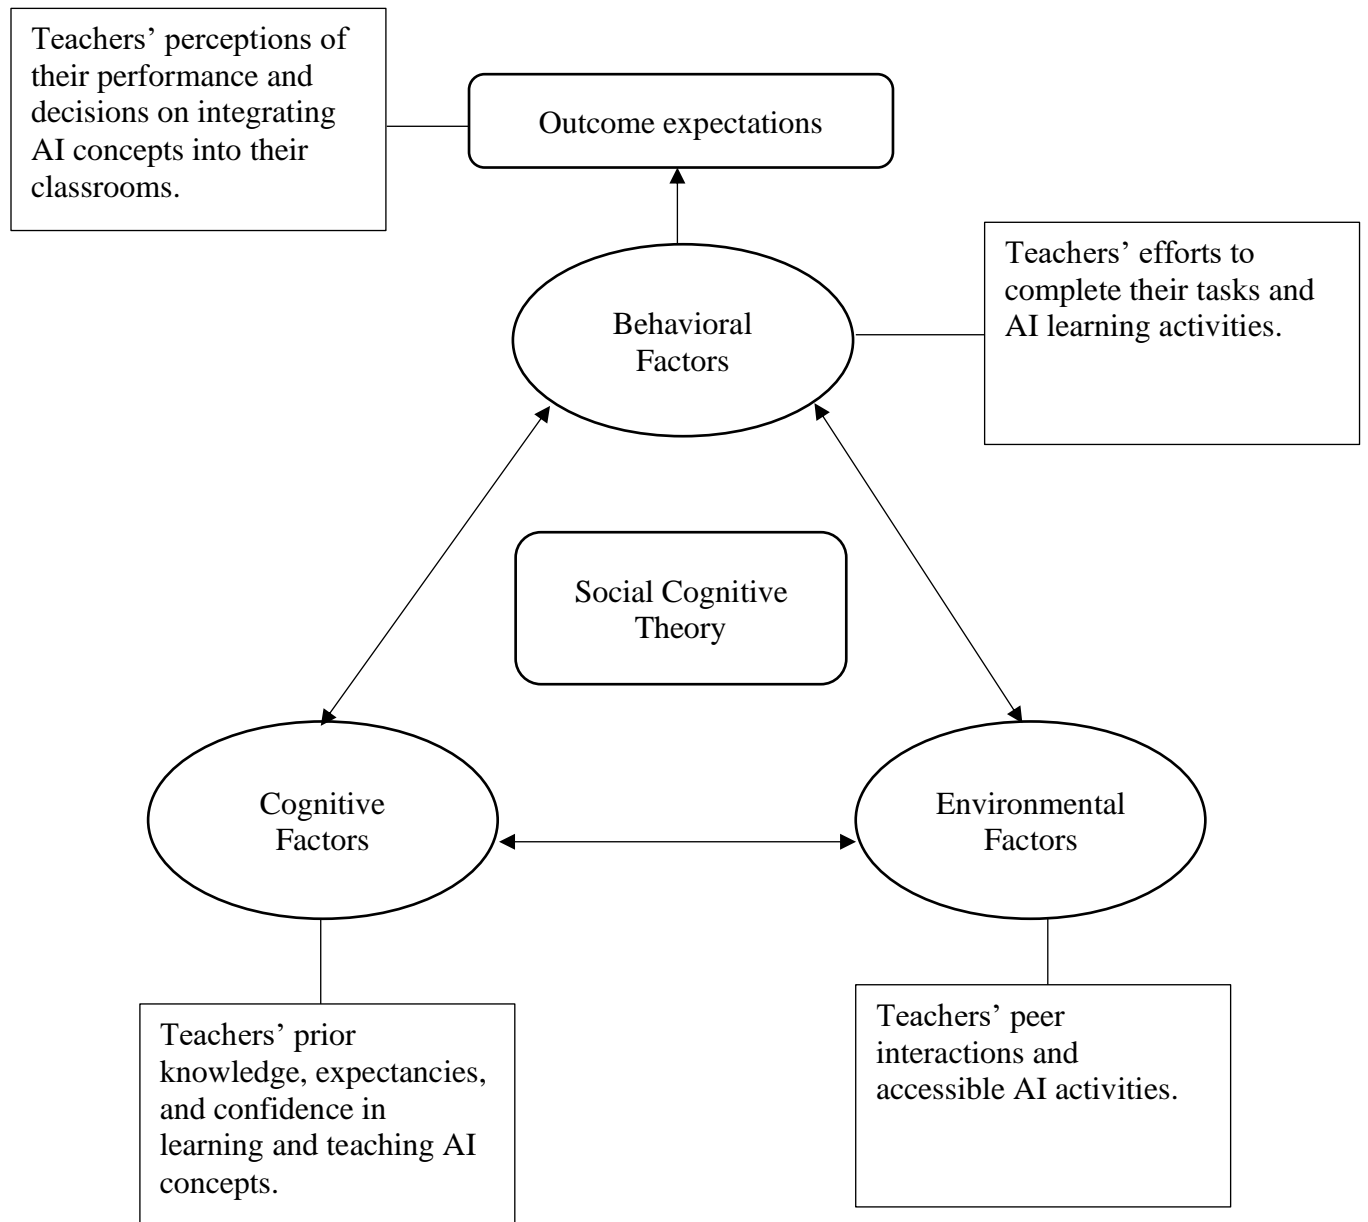 Teachers’ perceptions of
their performance and
decisions on integrating
AI concepts into their
classrooms.
Outcome expectations
Teachers’ efforts to
complete their tasks and
AI learning activities.
Behavioral
Factors
Social Cognitive
Theory
Cognitive
Factors
Environmental
Factors
Teachers’ prior
knowledge, expectancies,
and confidence in
learning and teaching AI
concepts.
Teachers’ peer
interactions and
accessible AI activities.